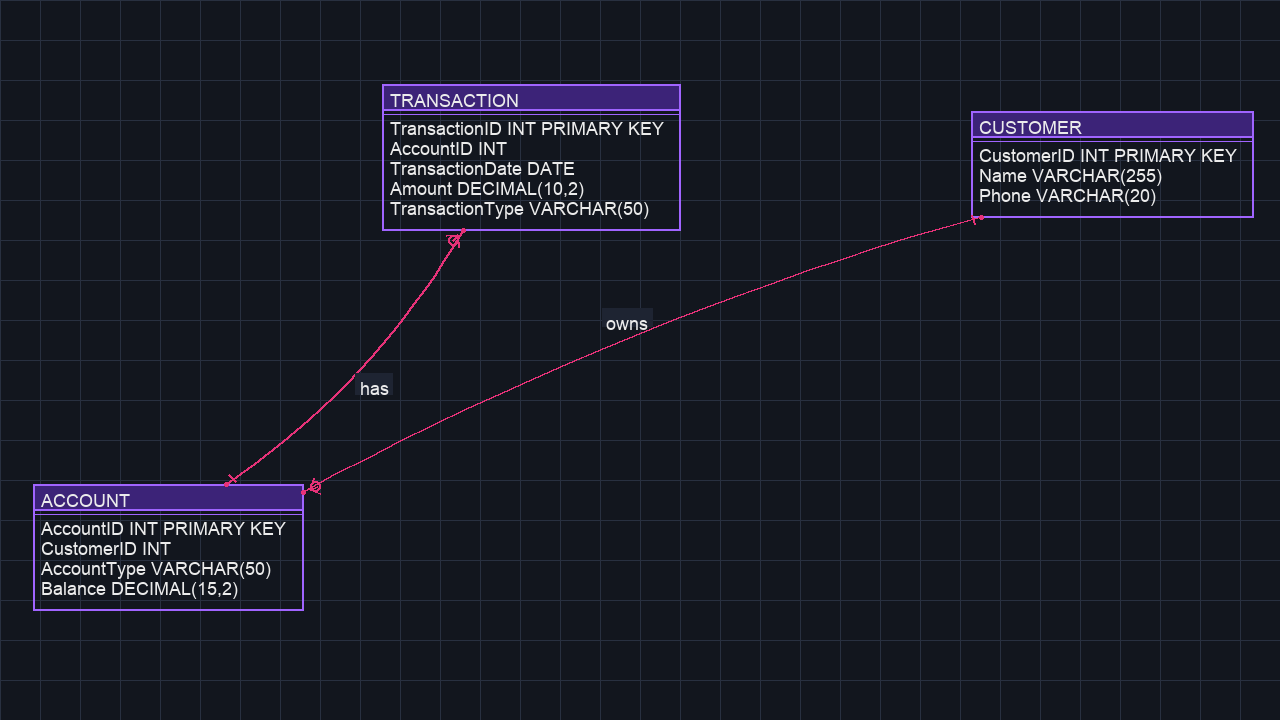 TRANSACTION
TransactionID INT PRIMARY KEY
AccountID INT
TransactionDate DATE
Amount DECIMAL(10,2)
TransactionType VARCHAR(50)
CUSTOMER
CustomerID INT PRIMARY KEY
Name VARCHAR(255)
Phone VARCHAR(20)
owns
has
ACCOUNT
AccountID INT PRIMARY KEY
CustomerID INT
AccountType VARCHAR(50)
Balance DECIMAL(15,2)